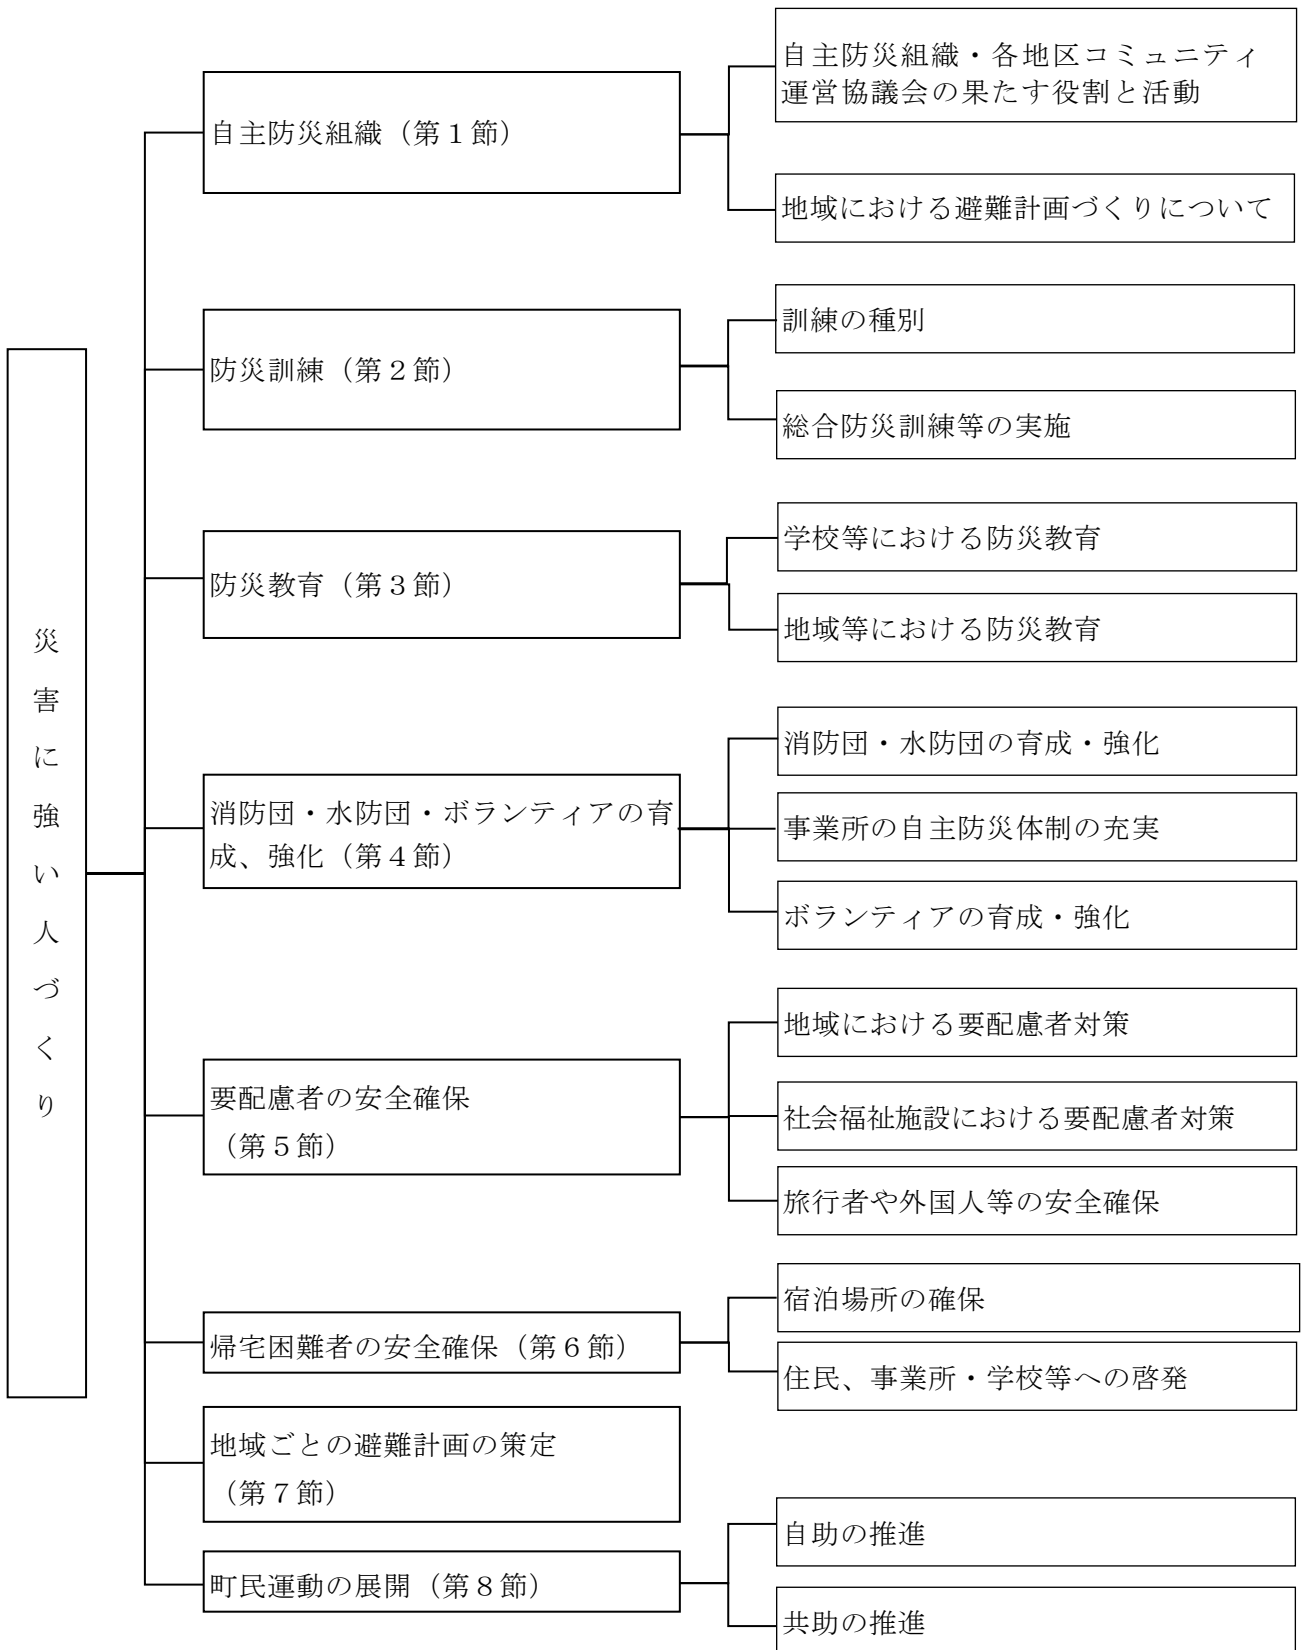 災害に強い人づくり
自主防災組織（第１節）
自主防災組織・各地区コミュニティ
運営協議会の果たす役割と活動
地域における避難計画づくりについて
防災訓練（第２節）
訓練の種別
総合防災訓練等の実施
防災教育（第３節）
学校等における防災教育
地域等における防災教育
消防団・水防団・ボランティアの育
成、強化（第４節）
消防団・水防団の育成・強化
事業所の自主防災体制の充実
ボランティアの育成・強化
要配慮者の安全確保
（第５節）
地域における要配慮者対策
社会福祉施設における要配慮者対策
旅行者や外国人等の安全確保
帰宅困難者の安全確保（第６節）
宿泊場所の確保
住民、事業所・学校等への啓発
地域ごとの避難計画の策定
（第７節）
町民運動の展開（第８節）
自助の推進
共助の推進